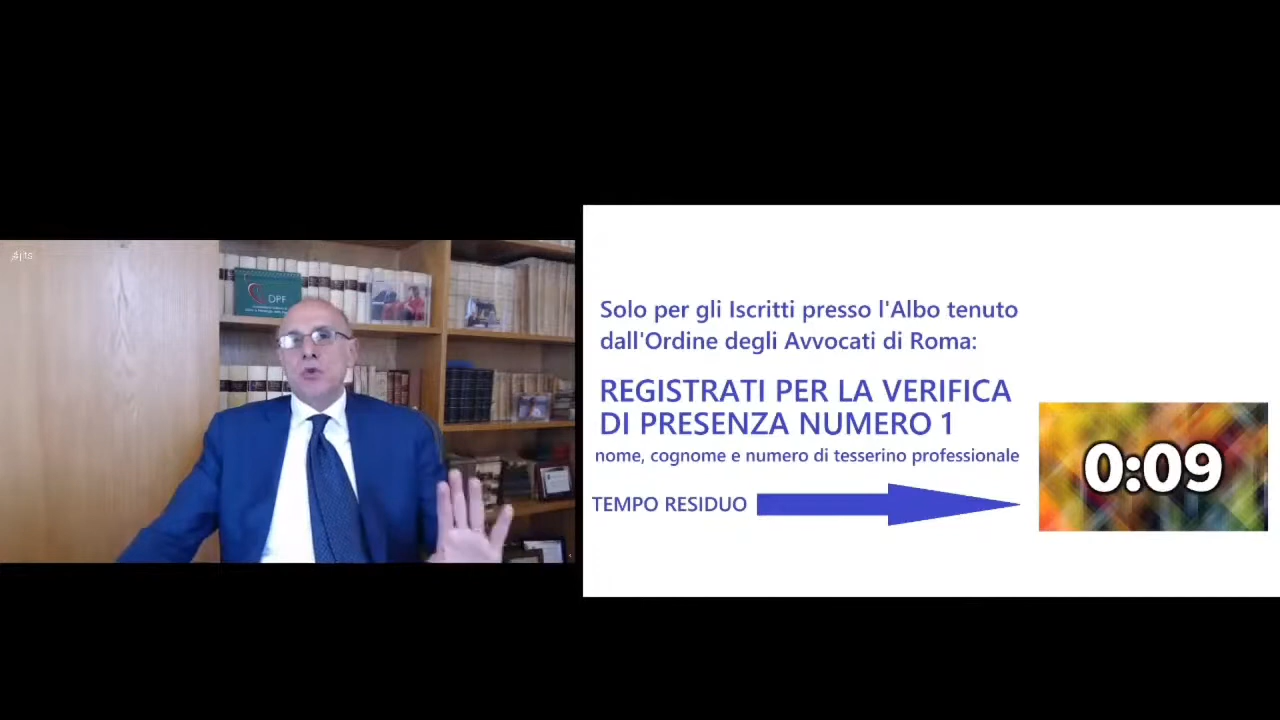 DPF
Solo per gli Iscritti presso l'Albo tenuto
dall'Ordine degli Avvocati di Roma:
REGISTRATI PER LA VERIFICA
DI PRESENZA NUMERO 1
nome, cognome e numero di tesserino professionale
TEMPO RESIDUO
0:09